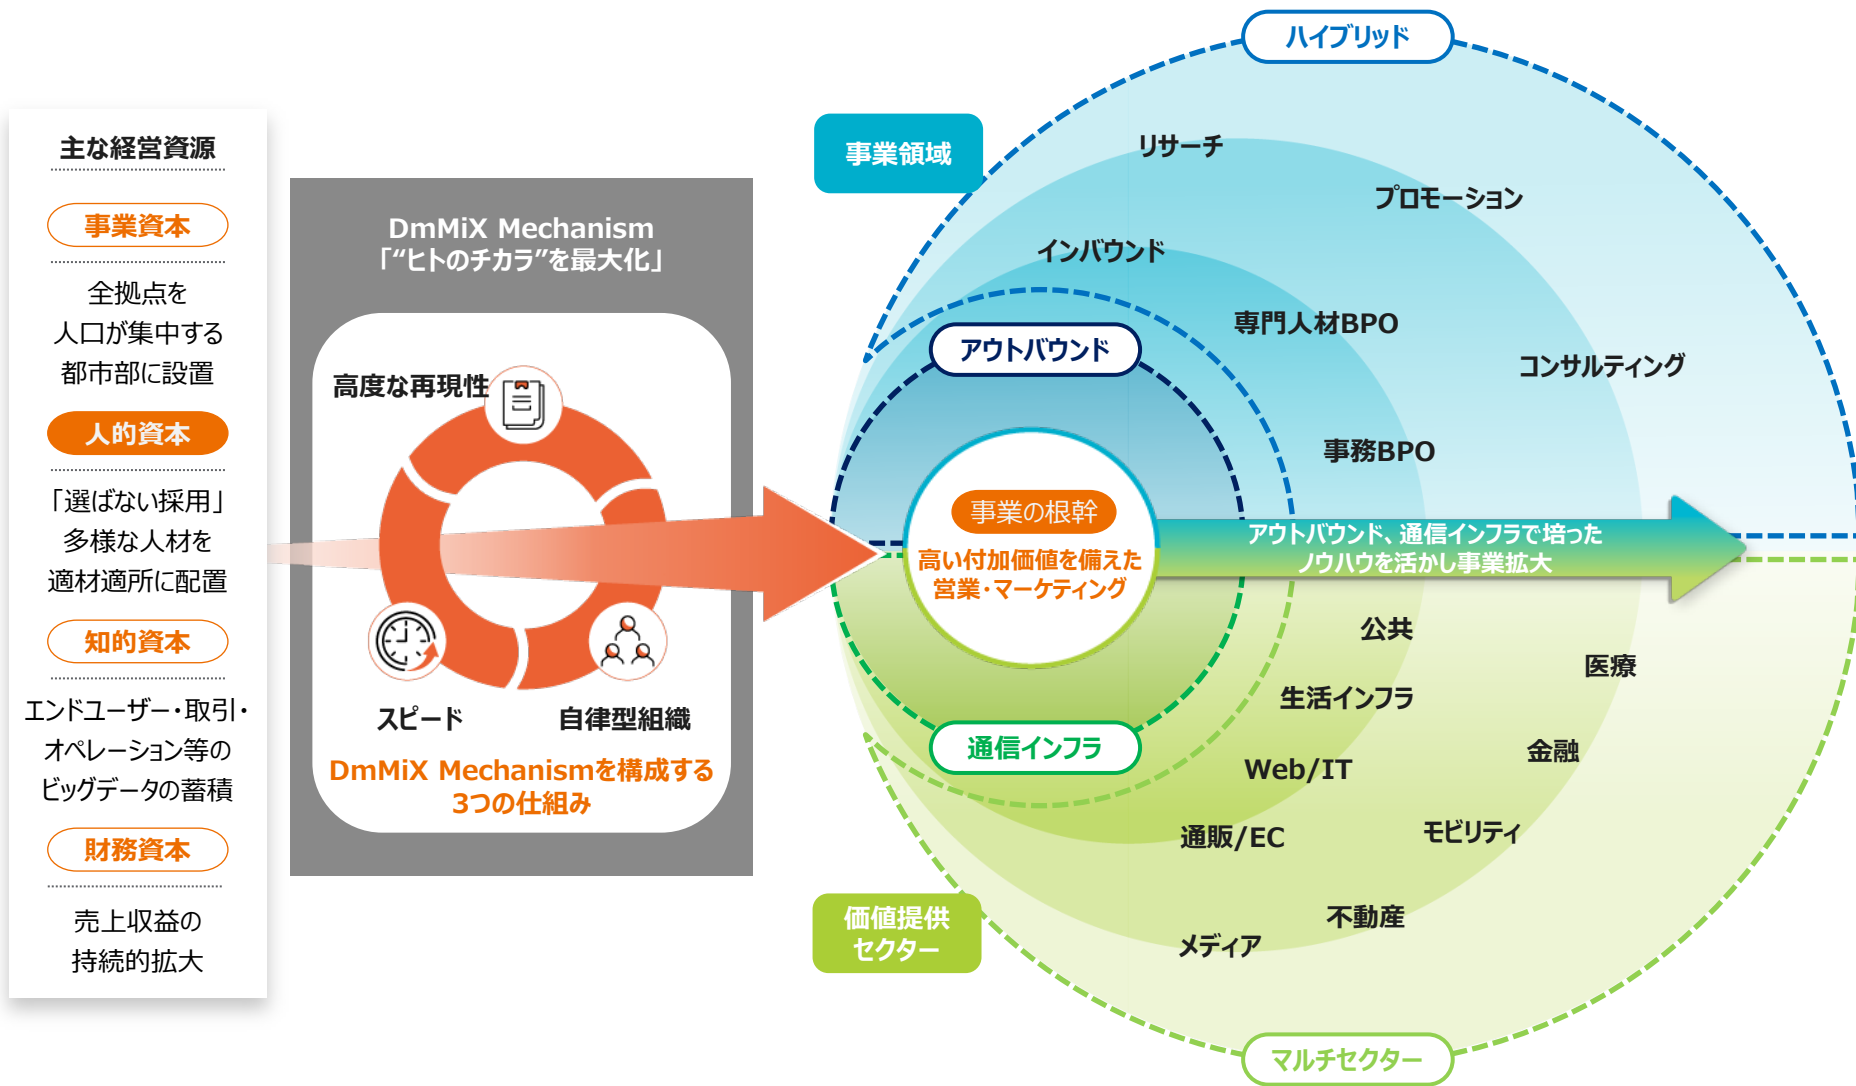 主な経営資源
事業資本
全拠点を
人口が集中する
都市部に設置
人的資本
「選ばない採用」
多様な人材を
適材適所に配置
知的資本
エンドユーザー・取引・
オペレーション等の
ビッグデータの蓄積
財務資本
売上収益の
持続的拡大
DmMiX Mechanism
「“ヒトのチカラ”を最大化」
高度な再現性
スピード
自律型組織
DmMiX Mechanismを構成する
3つの仕組み
ハイブリッド
事業領域
リサーチ
プロモーション
インバウンド
専門人材BPO
アウトバウンド
コンサルティング
事務BPO
事業の根幹
高い付加価値を備えた
営業・マーケティング
アウトバウンド、通信インフラで培った
ノウハウを活かし事業拡大
公共
医療
生活インフラ
通信インフラ
金融
Web/IT
モビリティ
通販/EC
価値提供
セクター
不動産
メディア
マルチセクター